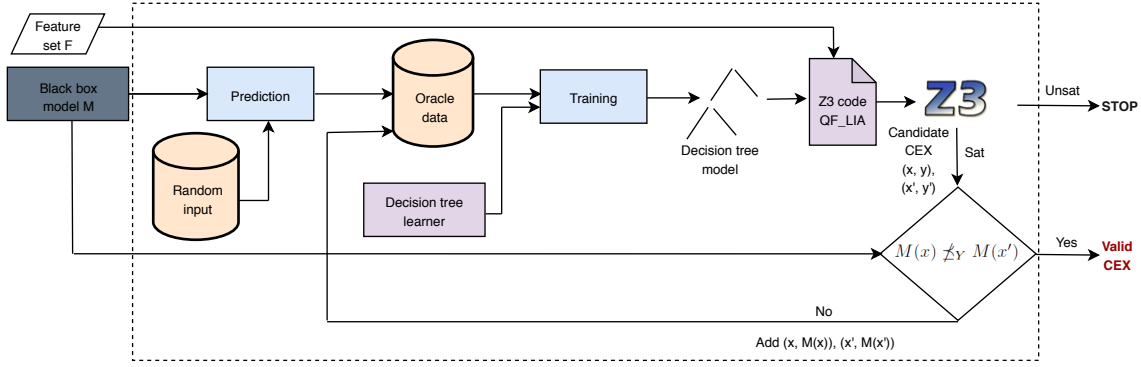 Feature
set F
Black box
model M
Prediction
Random
input
Oracle
data
Decision tree
learner
Training
Decision tree
model
Z3 code
QF_LIA
Z3
Unsat
STOP
Candidate
CEX
(x, y),
(x', y')
Sat
M(x) ⋠̸_Y M(x')
Yes
Valid
CEX
No
Add (x, M(x)), (x', M(x'))